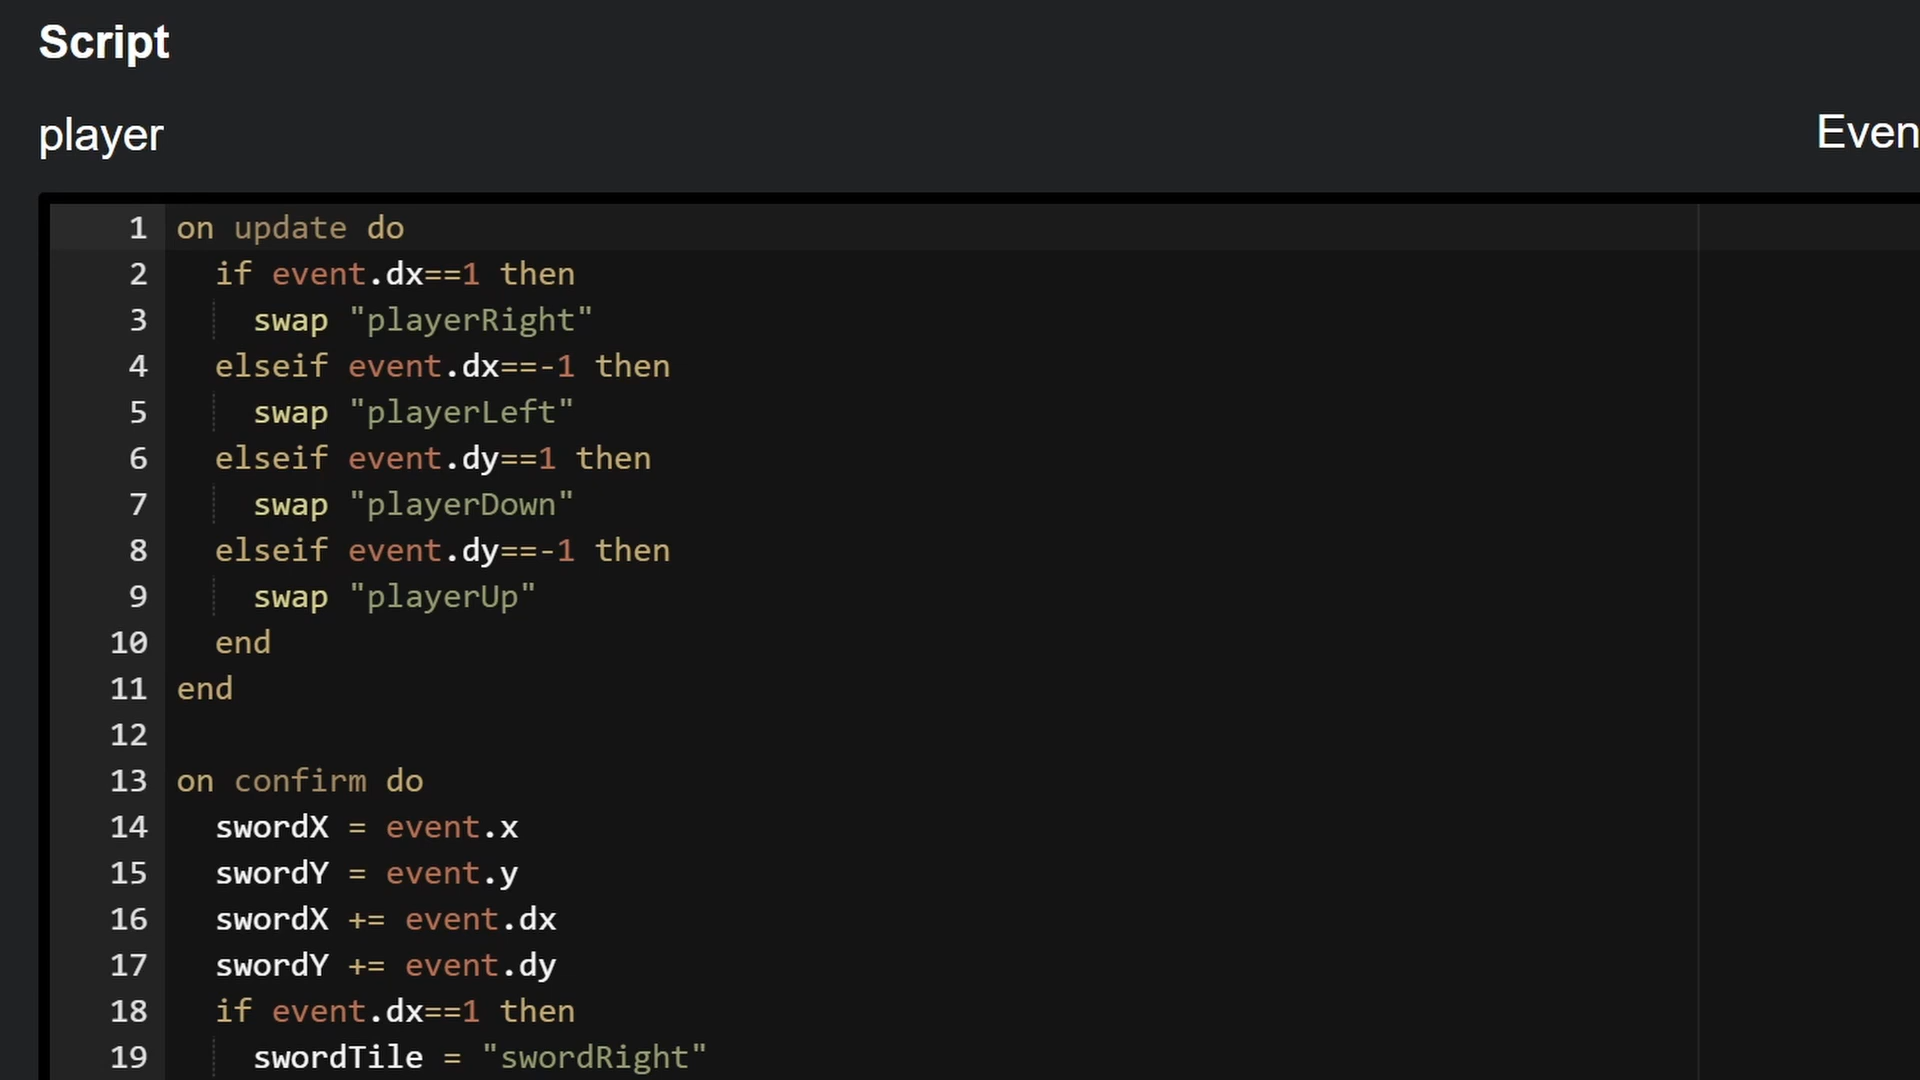 Script
player
Even
1 on update do
2 if event.dx==1 then
3 swap "playerRight"
4 elseif event.dx==-1 then
5 swap "playerLeft"
6 elseif event.dy==1 then
7 swap "playerDown"
8 elseif event.dy==-1 then
9 swap "playerUp"
10 end
11 end
12
13 on confirm do
14 swordX = event.x
15 swordY = event.y
16 swordX += event.dx
17 swordY += event.dy
18 if event.dx==1 then
19 swordTile = "swordRight"